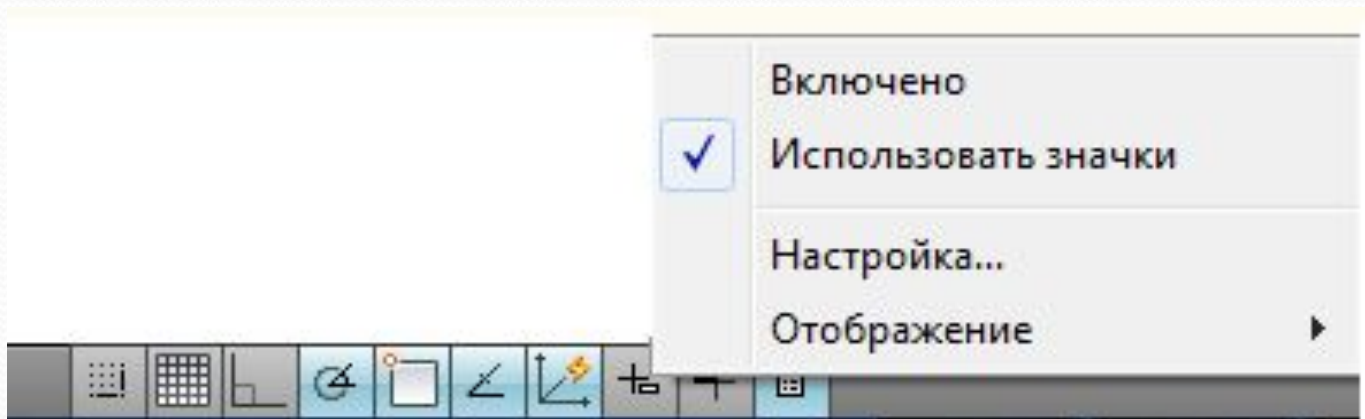 Включено
Использовать значки
Настройка...
Отображение